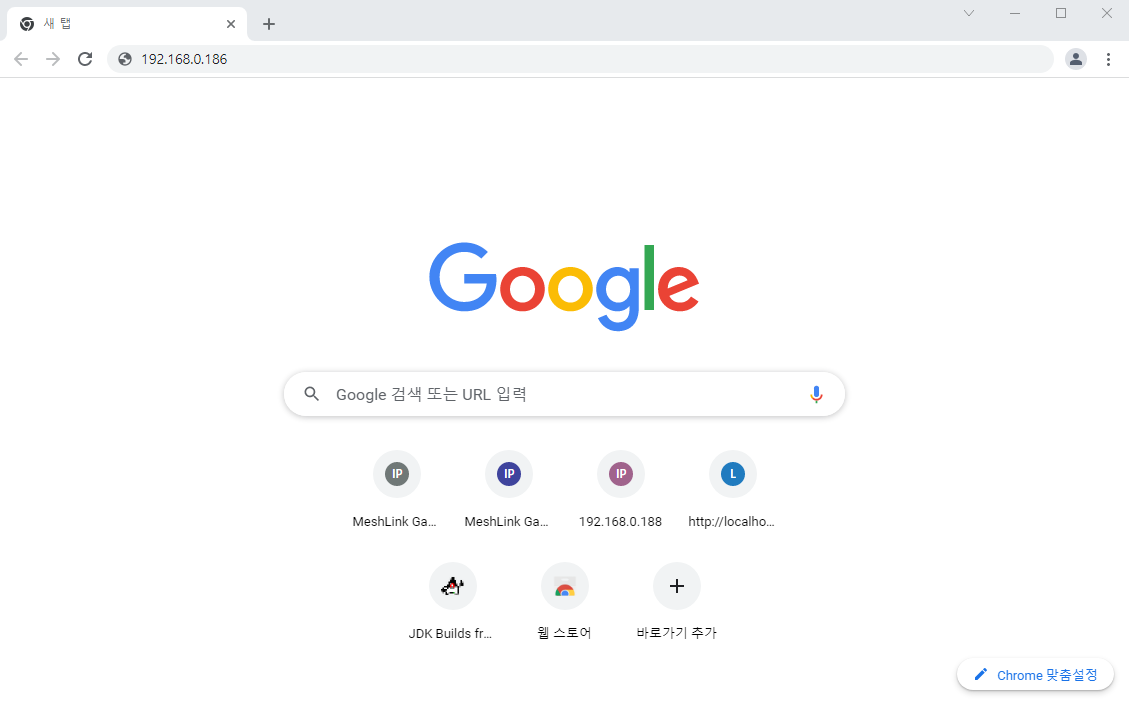 새 탭
192.168.0.186
Google
Google 검색 또는 URL 입력
IP
IP
IP
L
MeshLink Ga...
MeshLink Ga...
192.168.0.188
http://localho...
JDK Builds fr...
웹 스토어
바로가기 추가
Chrome 맞춤설정